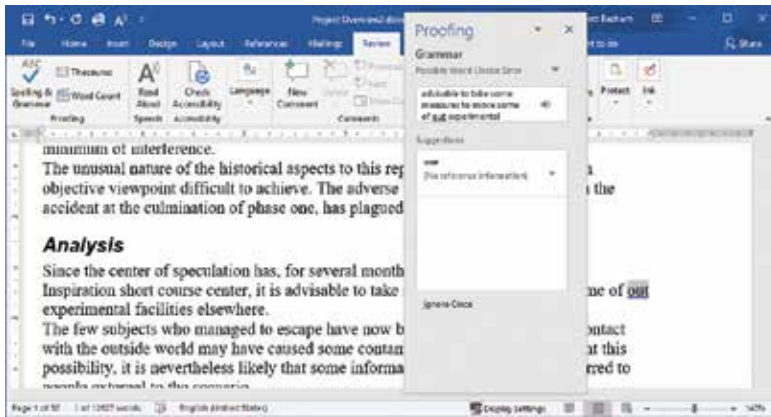 Project Overview2.docx
File Home Insert Design Layout References Mailings Review
Share
Spelling & Grammar
Thesaurus
Word Count
Read Aloud
Check Accessibility
Language
New Comment
Protect
Ink
Proofing Speech Accessibility Comments
Proofing
Grammar
Possible Word Choice Error
advisable to take some
measures to move some
of out experimental
Suggestions
our
(No reference information)
Ignore Once
minimum of interference.
The unusual nature of the historical aspects to this rep
objective viewpoint difficult to achieve. The adverse the
accident at the culmination of phase one, has plagued
Analysis
Since the center of speculation has, for several month
Inspiration short course center, it is advisable to take me of out
experimental facilities elsewhere.
The few subjects who managed to escape have now b ontact
with the outside world may have caused some contam at this
possibility, it is nevertheless likely that some informa rred to
people external to the scenario
English (United States)
Display Settings